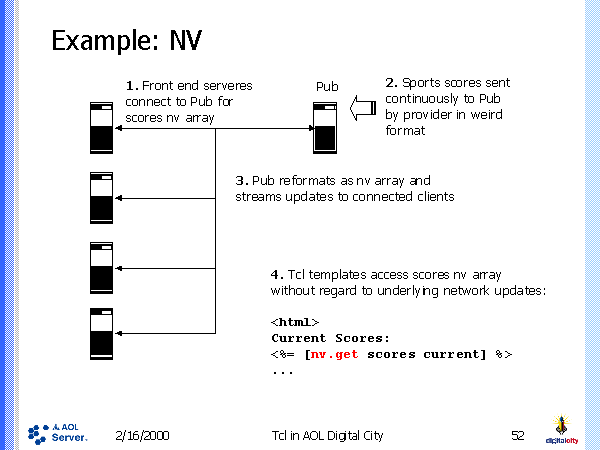 Example: NV
1. Front end serveres
connect to Pub for
scores nv array
Pub
2. Sports scores sent
continuously to Pub
by provider in weird
format
3. Pub reformats as nv array and
streams updates to connected clients
4. Tcl templates access scores nv array
without regard to underlying network updates:
<html>
Current Scores:
<%= [nv.get scores current] %>
...
AOL
Server.
2/16/2000
Tcl in AOL Digital City
52
digitalcity